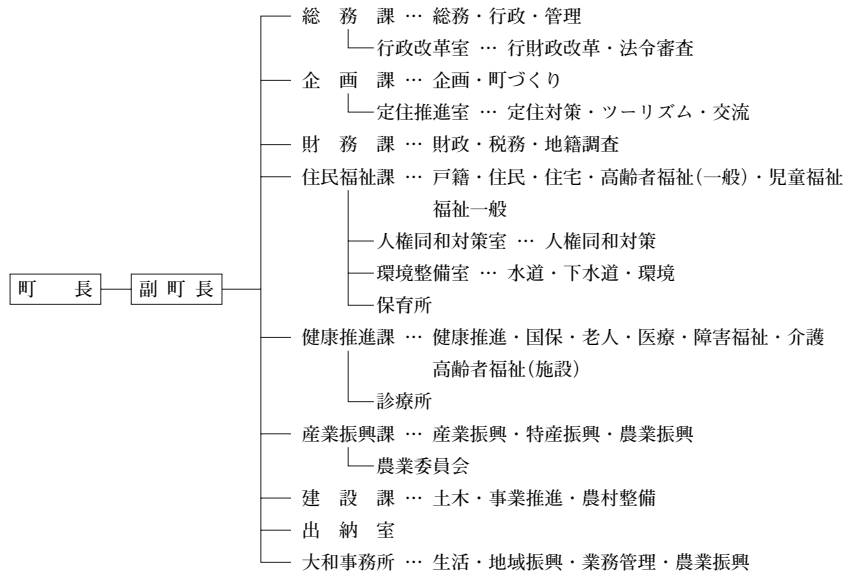 総務課 … 総務・行政・管理
行政改革室 … 行財政改革・法令審査
企画課 … 企画・町づくり
定住推進室 … 定住対策・ツーリズム・交流
財務課 … 財政・税務・地籍調査
住民福祉課 … 戸籍・住民・住宅・高齢者福祉(一般)・児童福祉
福祉一般
人権同和対策室 … 人権同和対策
環境整備室 … 水道・下水道・環境
町長 副町長
保育所
健康推進課 … 健康推進・国保・老人・医療・障害福祉・介護
高齢者福祉(施設)
診療所
産業振興課 … 産業振興・特産振興・農業振興
農業委員会
建設課 … 土木・事業推進・農村整備
出納室
大和事務所 … 生活・地域振興・業務管理・農業振興